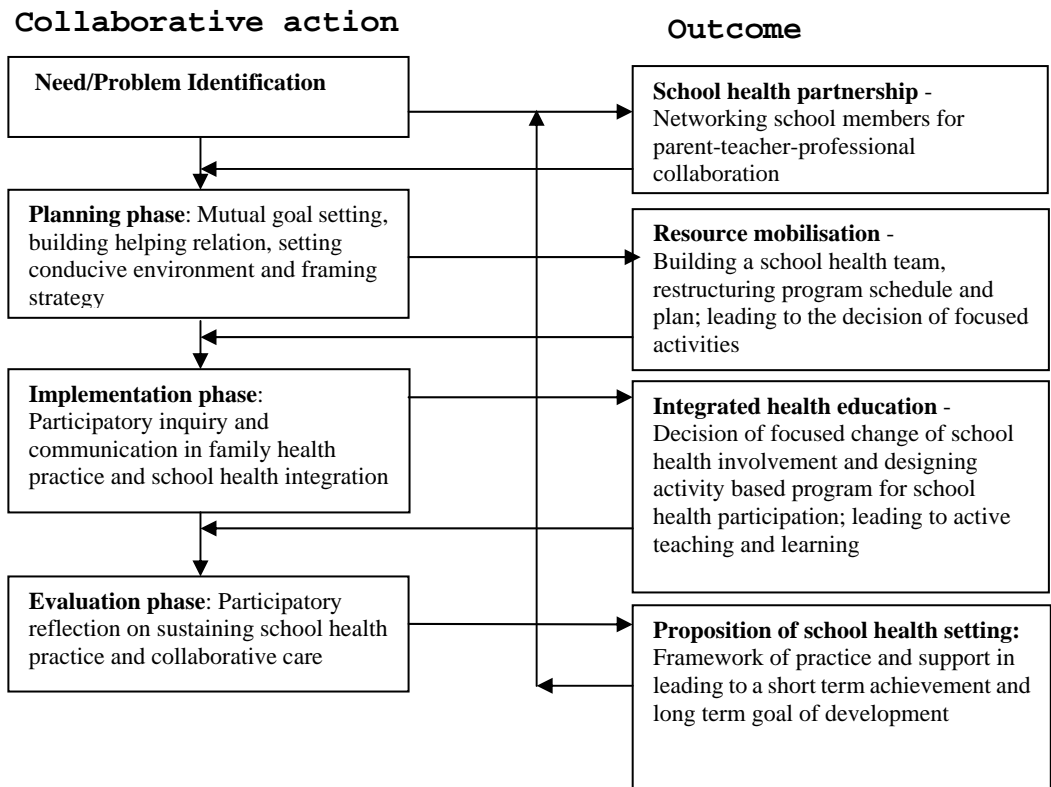 Collaborative action
Outcome
Need/Problem Identification
School health partnership -
Networking school members for
parent-teacher-professional
collaboration
Planning phase: Mutual goal setting,
building helping relation, setting
conducive environment and framing
strategy
Resource mobilisation -
Building a school health team,
restructuring program schedule and
plan; leading to the decision of focused
activities
Implementation phase:
Participatory inquiry and
communication in family health
practice and school health integration
Integrated health education -
Decision of focused change of school
health involvement and designing
activity based program for school
health participation; leading to active
teaching and learning
Evaluation phase: Participatory
reflection on sustaining school health
practice and collaborative care
Proposition of school health setting:
Framework of practice and support in
leading to a short term achievement and
long term goal of development